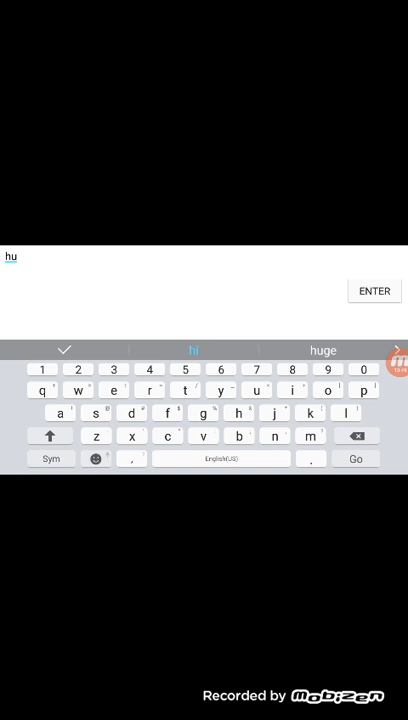 hu
ENTER
hi huge
1 2 3 4 5 6 7 8 9 0
q w e r t y u i o p
a s d f g h j k l
z x c v b n m
Sym , English(US) . Go
Recorded by mobizen